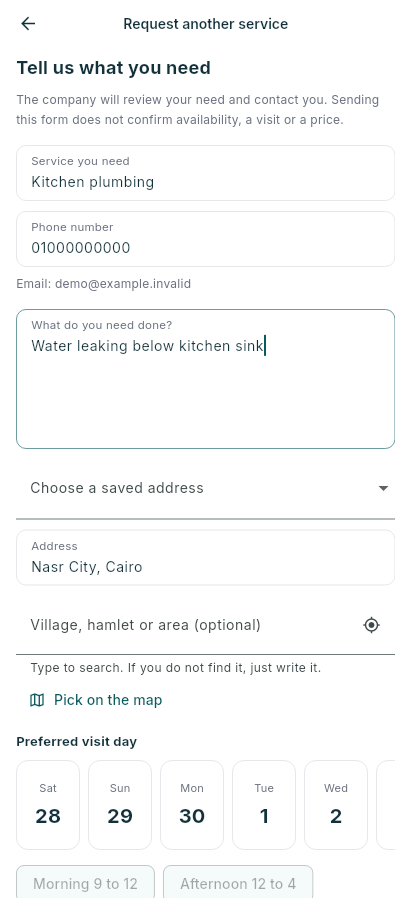 Request another service
Tell us what you need
The company will review your need and contact you. Sending
this form does not confirm availability, a visit or a price.
Service you need
Kitchen plumbing
Phone number
01000000000
Email: demo@example.invalid
What do you need done?
Water leaking below kitchen sink
Choose a saved address
Address
Nasr City, Cairo
Village, hamlet or area (optional)
Type to search. If you do not find it, just write it.
Pick on the map
Preferred visit day
Sat Sun Mon Tue Wed
28 29 30 1 2
Morning 9 to 12 Afternoon 12 to 4